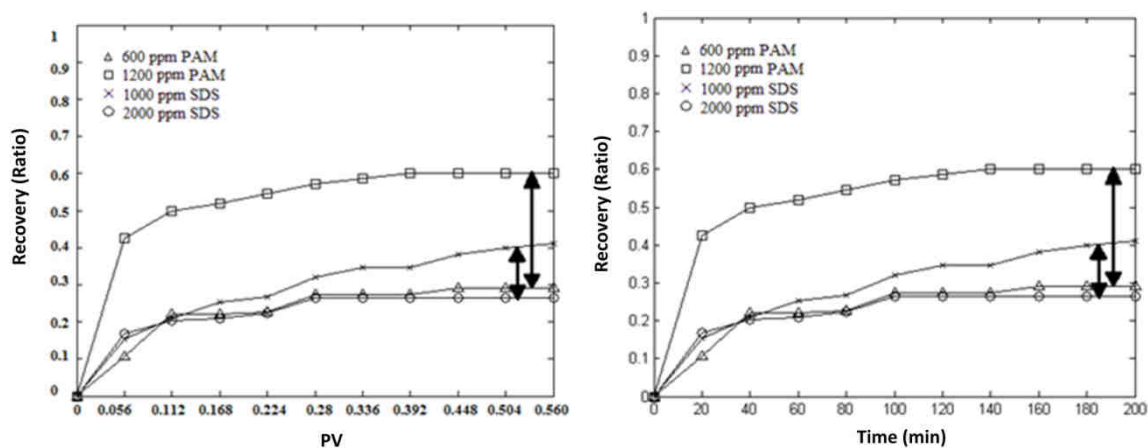 1
0.9
0.8
0.7
0.6
0.5
0.4
0.3
0.2
0.1
0
Recovery (Ratio)
600 ppm PAM
1200 ppm PAM
1000 ppm SDS
2000 ppm SDS
0 0.056 0.112 0.168 0.224 0.28 0.336 0.392 0.448 0.504 0.560
PV
1
0.9
0.8
0.7
0.6
0.5
0.4
0.3
0.2
0.1
0
Recovery (Ratio)
600 ppm PAM
1200 ppm PAM
1000 ppm SDS
2000 ppm SDS
0 20 40 60 80 100 120 140 160 180 200
Time (min)